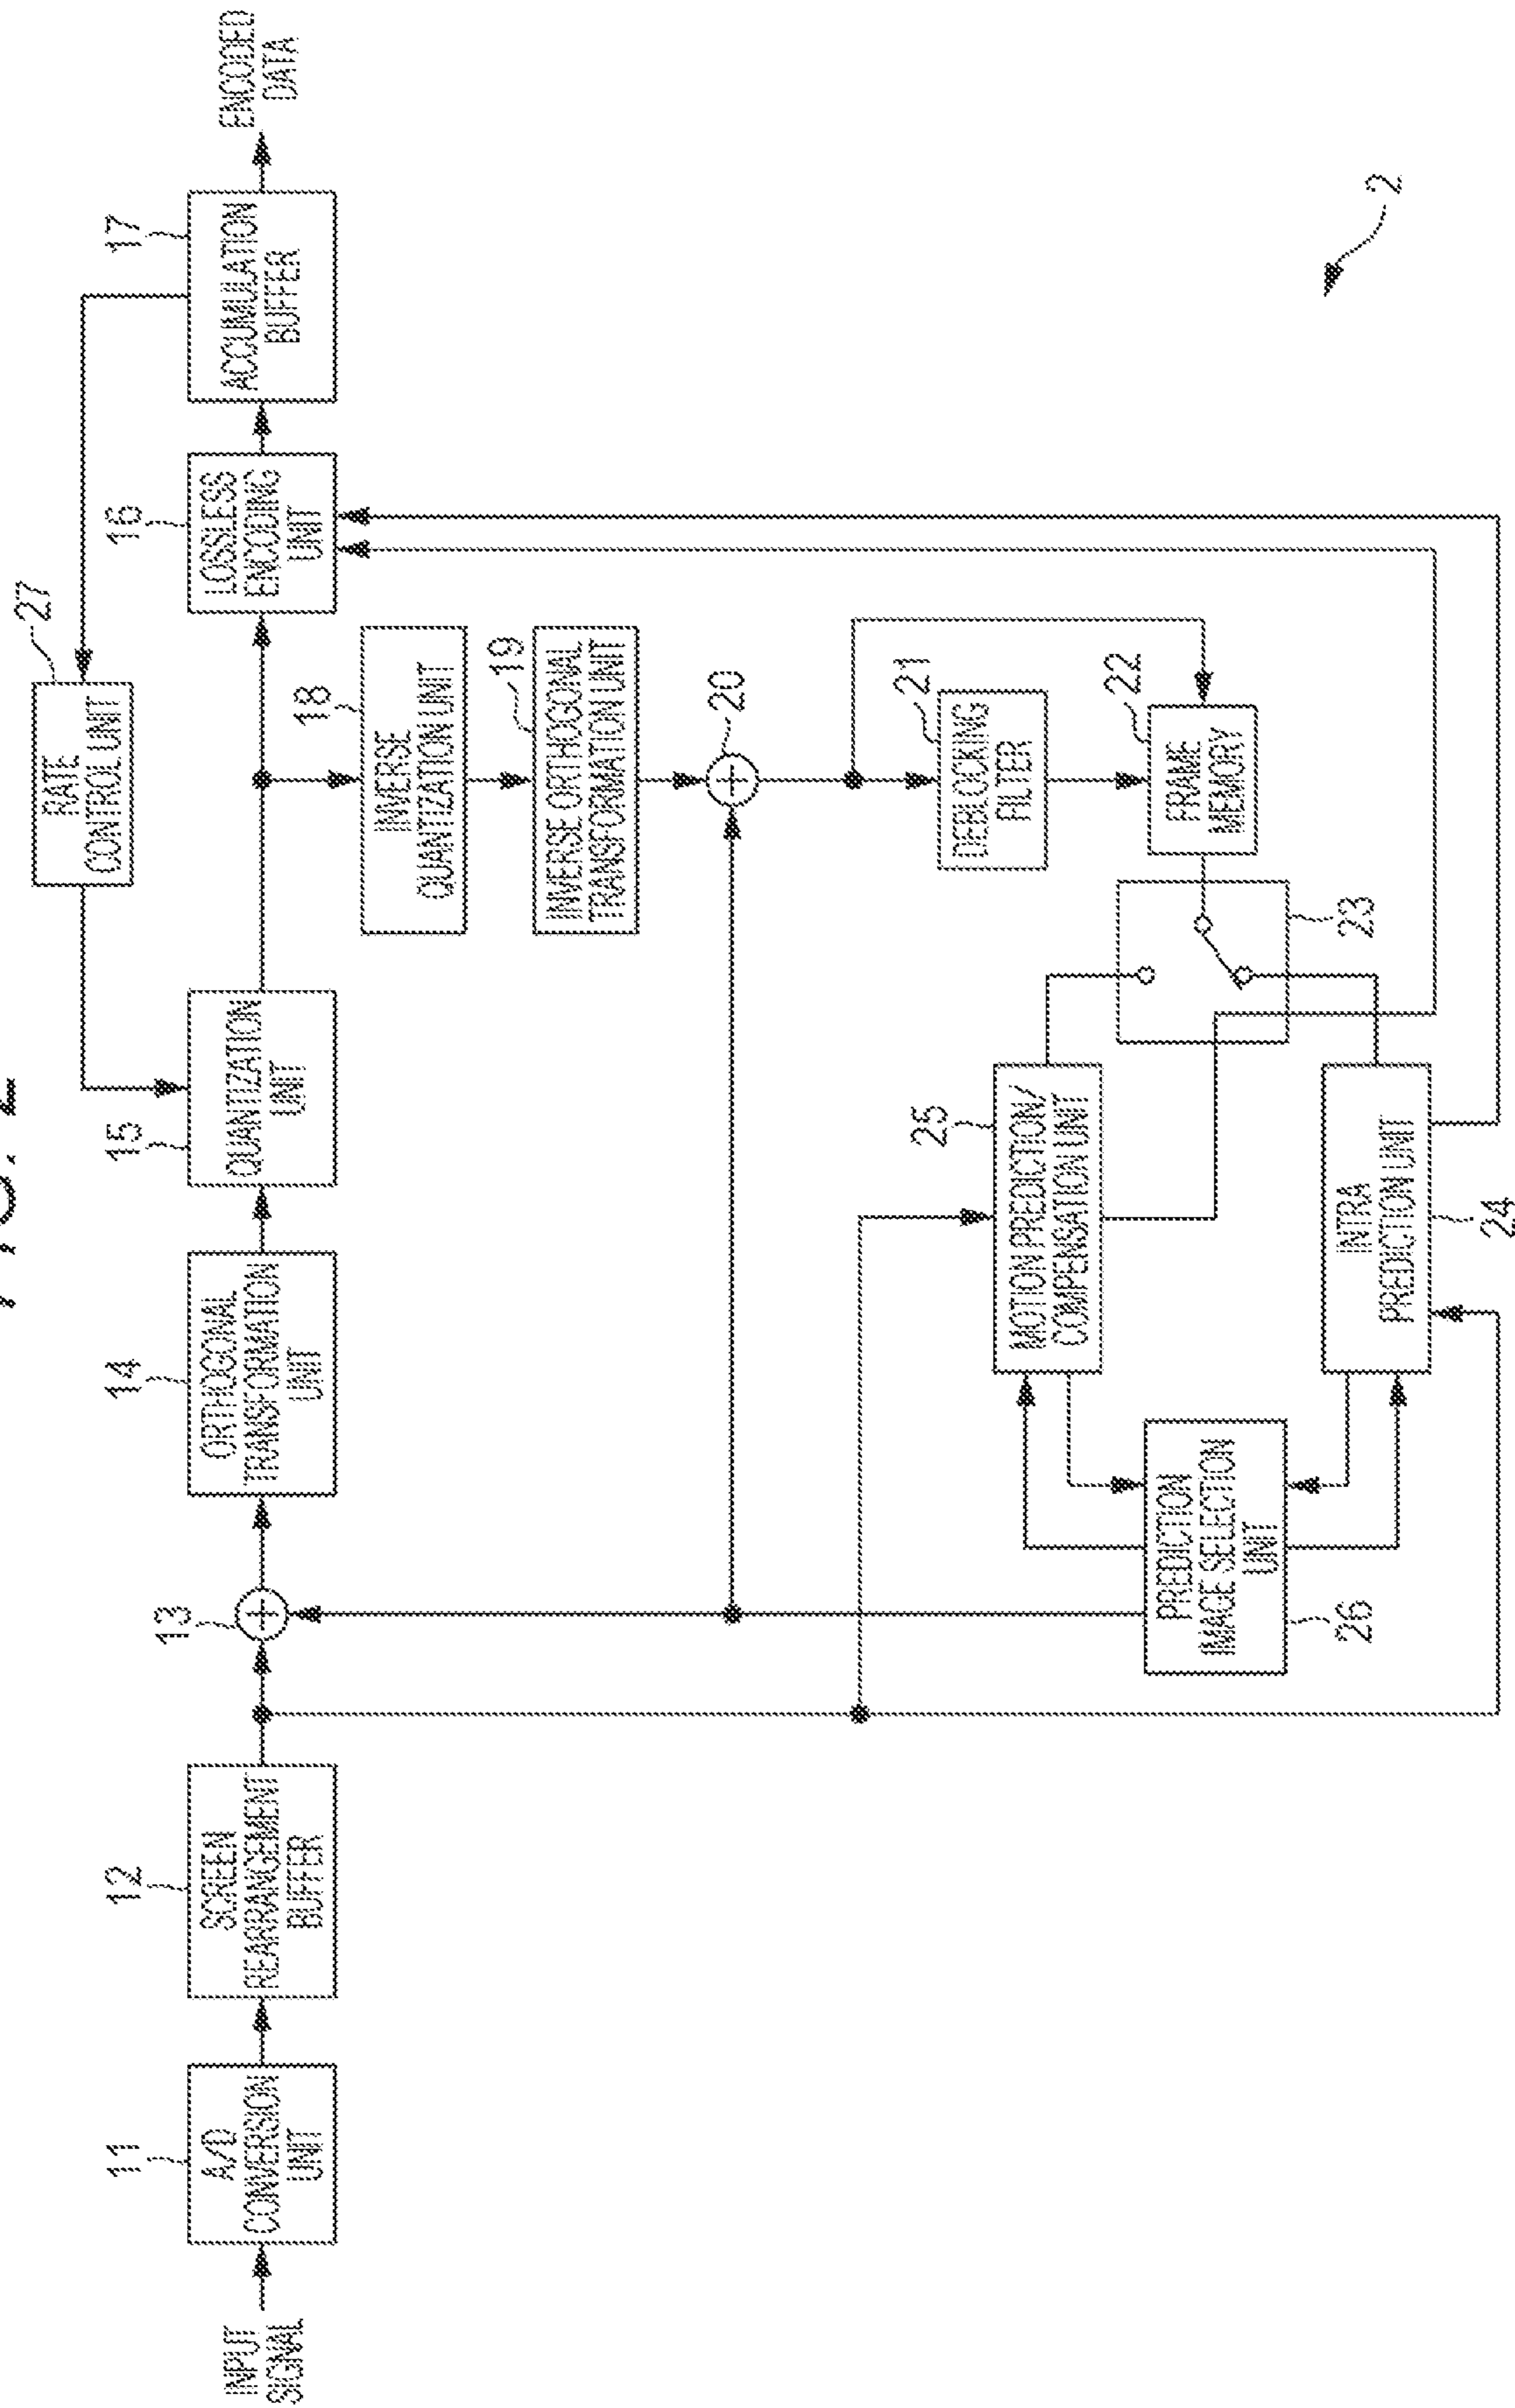 FIG. 2
27
RATE
CONTROL UNIT
11
A/D
CONVERSION
UNIT
12
SCREEN
REARRANGEMENT
BUFFER
13
14
ORTHOGONAL
TRANSFORMATION
UNIT
15
QUANTIZATION
UNIT
16
LOSSLESS
ENCODING
UNIT
17
ACCUMULATION
BUFFER
INPUT
SIGNAL
ENCODED
DATA
18
INVERSE
QUANTIZATION UNIT
19
INVERSE ORTHOGONAL
TRANSFORMATION UNIT
20
21
DEBLOCKING
FILTER
22
FRAME
MEMORY
23
25
MOTION PREDICTION/
COMPENSATION UNIT
26
PREDICTION
IMAGE SELECTION
UNIT
INTRA
PREDICTION UNIT
24
2